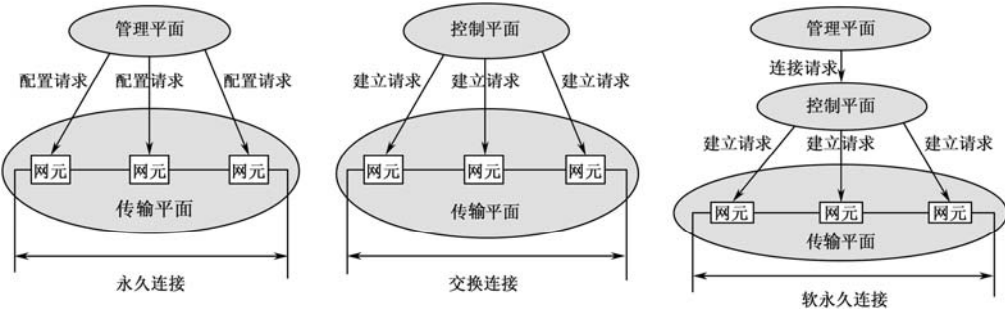 管理平面
配置请求
配置请求
配置请求
网元
网元
网元
传输平面
永久连接
控制平面
建立请求
建立请求
建立请求
网元
网元
网元
传输平面
交换连接
管理平面
连接请求
控制平面
建立请求
建立请求
建立请求
网元
网元
网元
传输平面
软永久连接